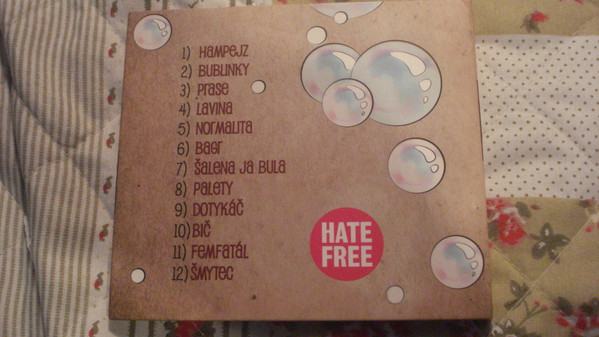 1) HAMPEJZ
2) BUBLINKY
3) PRASE
4) LAVINA
5) NORMALITA
6) BAGR
7) ŠALENA JA BULA
8) PALETY
9) DOTYKÁČ
10) BIČ
11) FEMFATÁL
12) ŠMYTEC
HATE
FREE